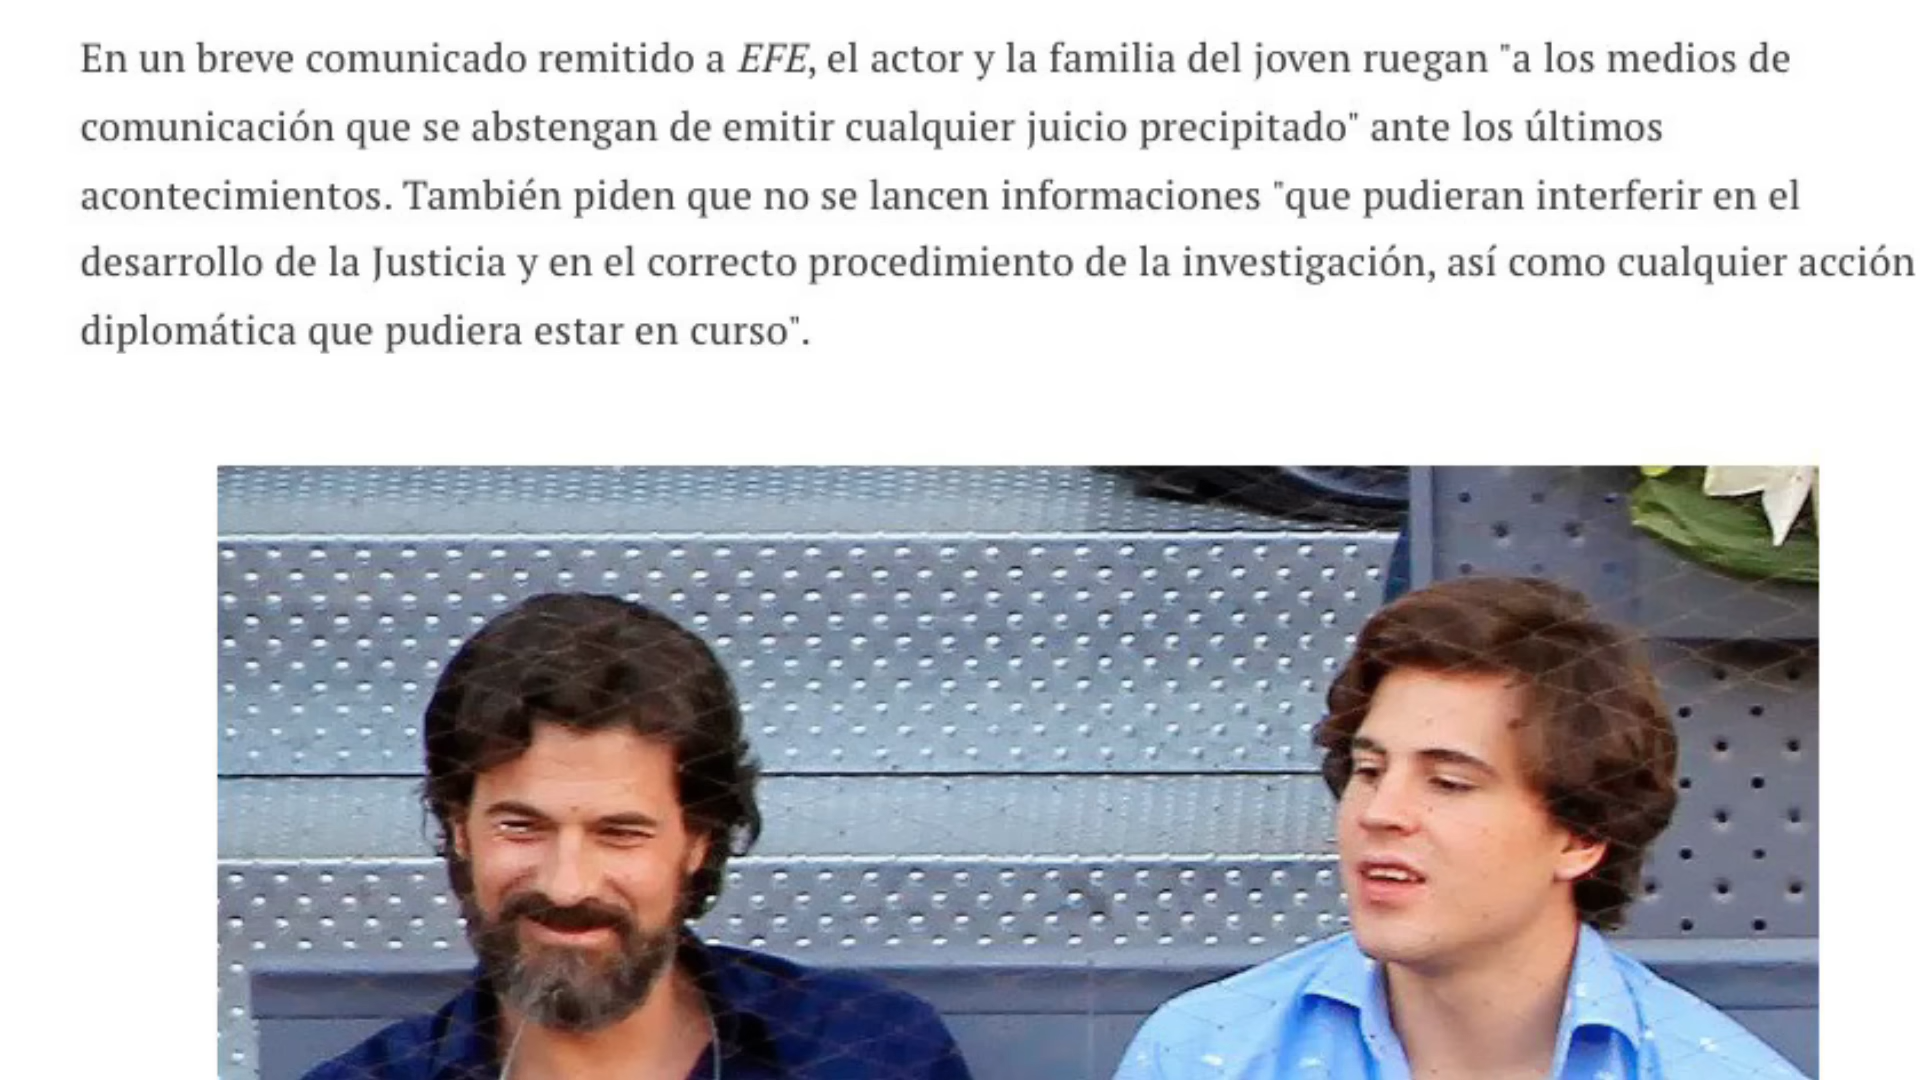 En un breve comunicado remitido a EFE, el actor y la familia del joven ruegan "a los medios de
comunicación que se abstengan de emitir cualquier juicio precipitado" ante los últimos
acontecimientos. También piden que no se lancen informaciones "que pudieran interferir en el
desarrollo de la Justicia y en el correcto procedimiento de la investigación, así como cualquier acción
diplomática que pudiera estar en curso".